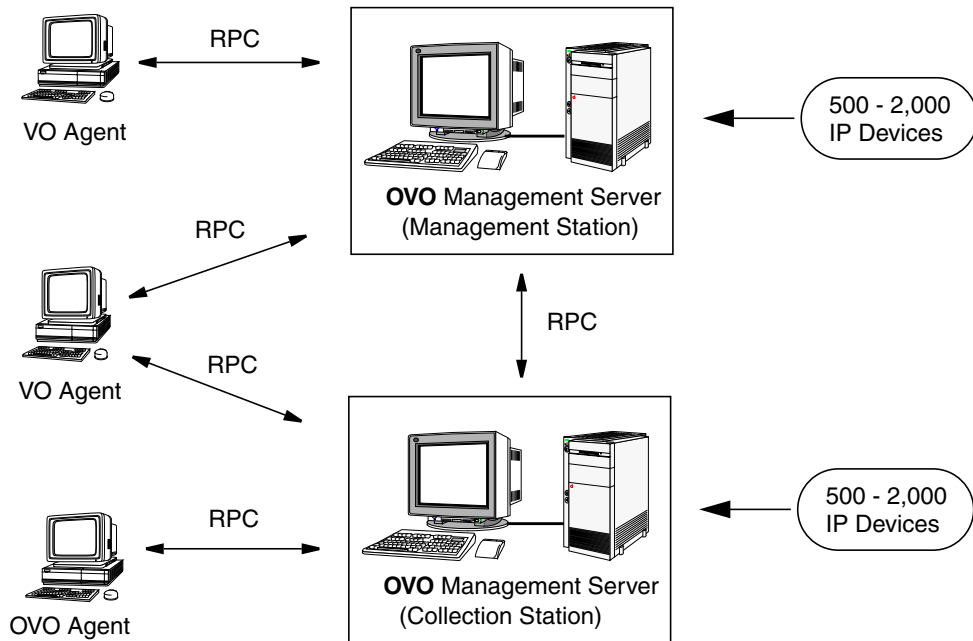 RPC
VO Agent
500 - 2,000
IP Devices
OVO Management Server
(Management Station)
RPC
RPC
VO Agent
RPC
500 - 2,000
IP Devices
RPC
OVO Management Server
(Collection Station)
OVO Agent